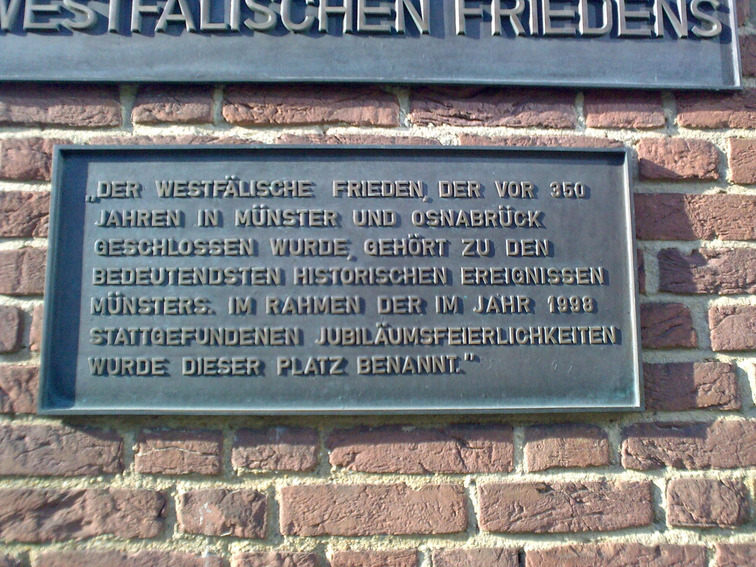 WESTFÄLISCHEN FRIEDENS
„DER WESTFÄLISCHE FRIEDEN, DER VOR 350
JAHREN IN MÜNSTER UND OSNABRÜCK
GESCHLOSSEN WURDE, GEHÖRT ZU DEN
BEDEUTENDSTEN HISTORISCHEN EREIGNISSEN
MÜNSTERS. IM RAHMEN DER IM JAHR 1998
STATTGEFUNDENEN JUBILÄUMSFEIERLICHKEITEN
WURDE DIESER PLATZ BENANNT."